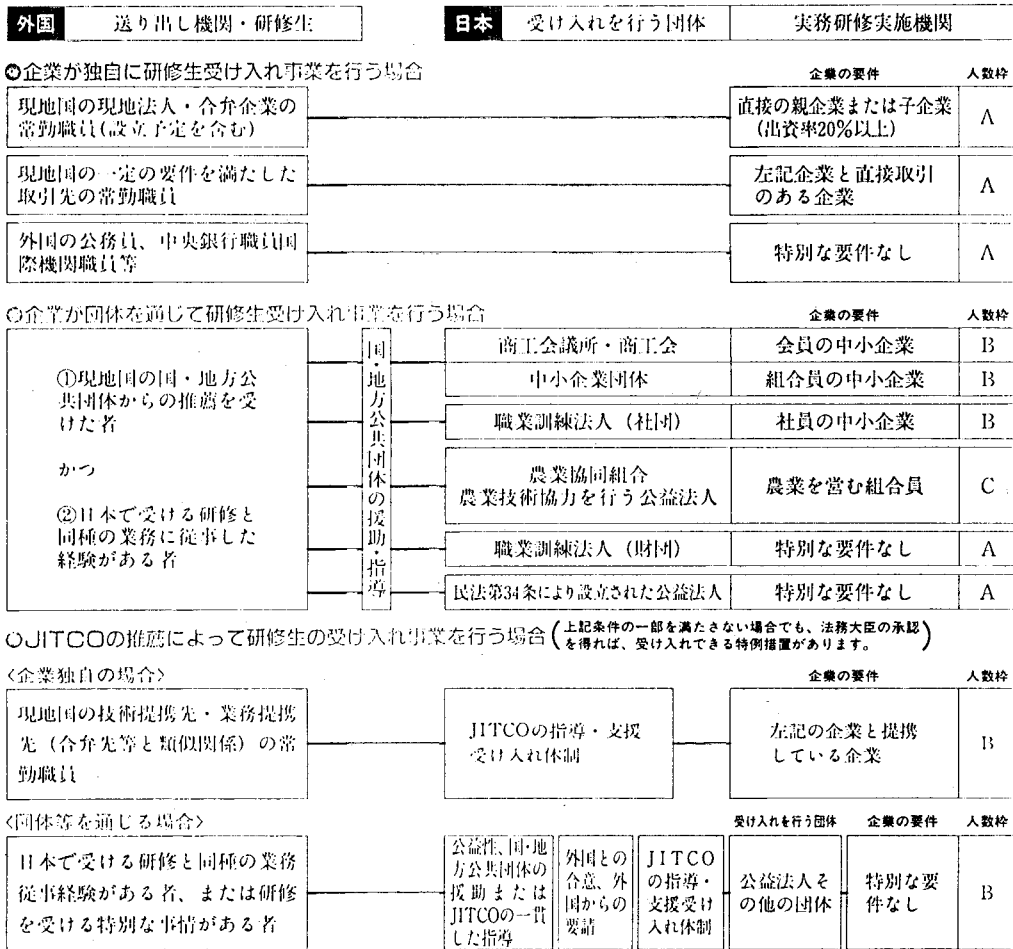 外国 送り出し機関・研修生 日本 受け入れを行う団体 実務研修実施機関
企業が独自に研修生受け入れ事業を行う場合 企業の要件 人数枠
現地国の現地法人・合弁企業の
常勤職員(設立予定を含む)
直接の親企業または子企業
(出資率20%以上)
A
現地国の一定の要件を満たした
取引先の常勤職員
左記企業と直接取引
のある企業
A
外国の公務員、中央銀行職員国
際機関職員等
特別な要件なし
A
企業が団体を通じて研修生受け入れ事業を行う場合 企業の要件 人数枠
①現地国の国・地方公
共団体からの推薦を受
けた者
かつ
②日本で受ける研修と
同種の業務に従事した
経験がある者
国・地方公共団体の援助・指導
商工会議所・商工会 会員の中小企業 B
中小企業団体 組合員の中小企業 B
職業訓練法人(社団) 社員の中小企業 B
農業協同組合
農業技術協力を行う公益法人
農業を営む組合員 C
職業訓練法人(財団) 特別な要件なし A
民法第34条により設立された公益法人 特別な要件なし A
JITCOの推薦によって研修生の受け入れ事業を行う場合
(上記条件の一部を満たさない場合でも、法務大臣の承認
を得れば、受け入れできる特例措置があります。)
〈企業独自の場合〉 企業の要件 人数枠
現地国の技術提携先・業務提携
先(合弁先等と類似関係)の常
勤職員
JITCOの指導・支援
受け入れ体制
左記の企業と提携
している企業
B
〈団体等を通じる場合〉 受け入れを行う団体 企業の要件 人数枠
日本で受ける研修と同種の業務
従事経験がある者、または研修
を受ける特別な事情がある者
公益性、国・地
方公共団体の
援助または
JITCOの一貫
した指導
外国との
合意、外
国からの
要請
JITCO
の指導・
支援受け
入れ体制
公益法人そ
の他の団体
特別な要
件なし
B